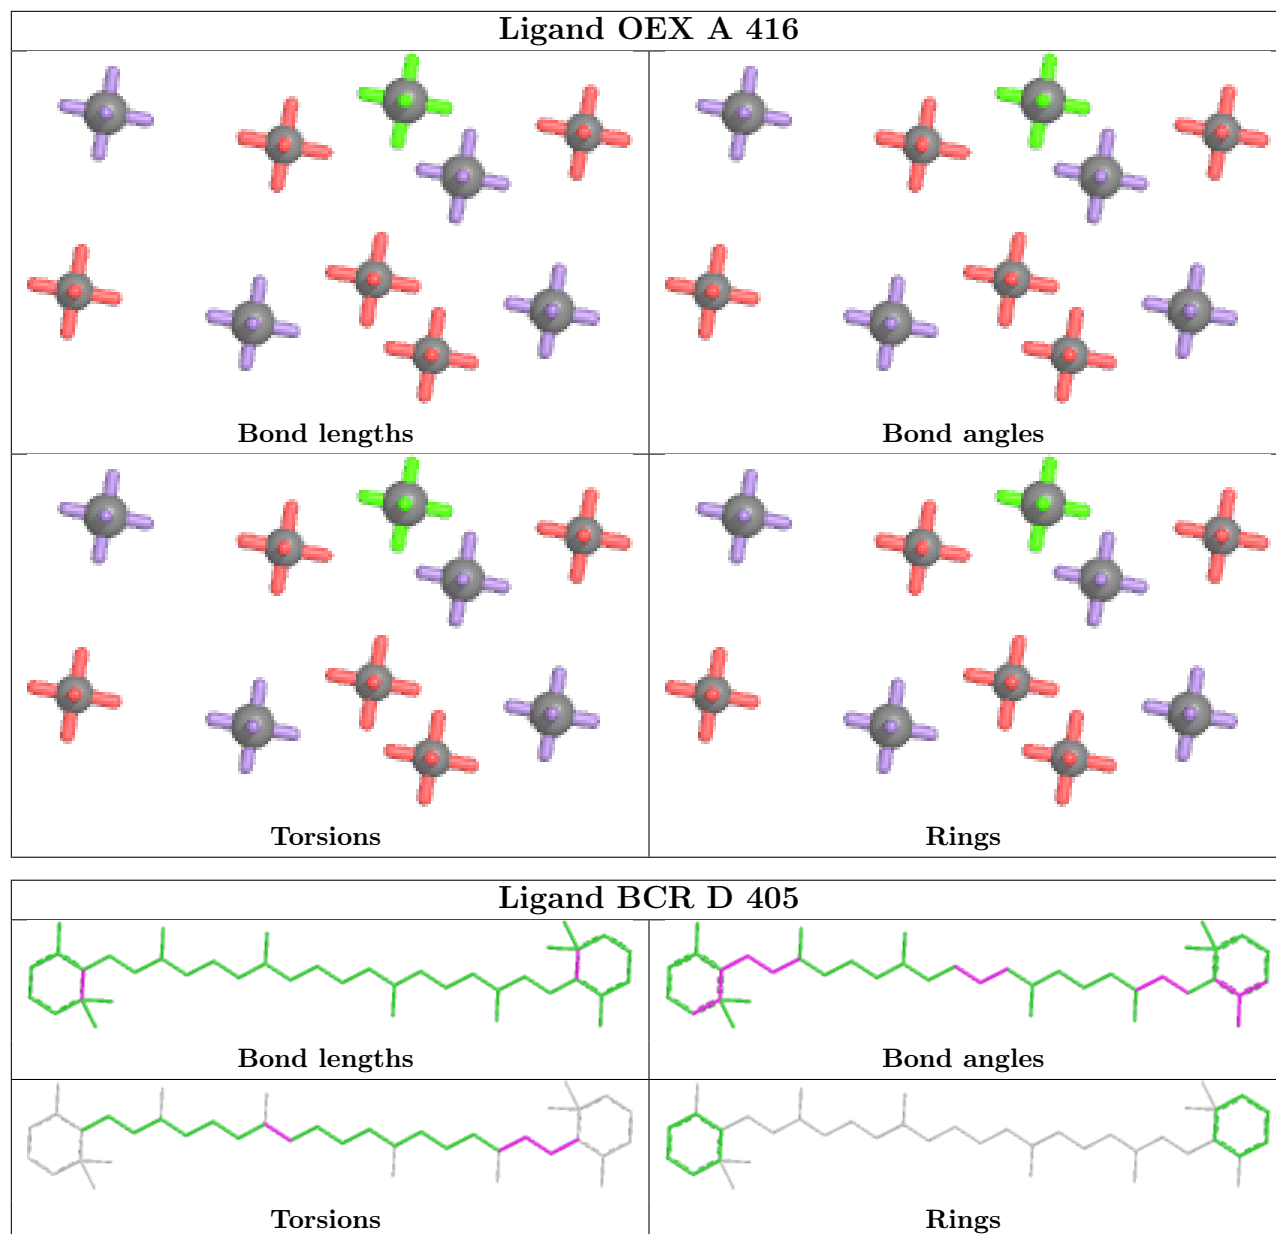 Ligand OEX A 416
Bond lengths
Bond angles
Torsions
Rings
Ligand BCR D 405
Bond lengths
Bond angles
Torsions
Rings